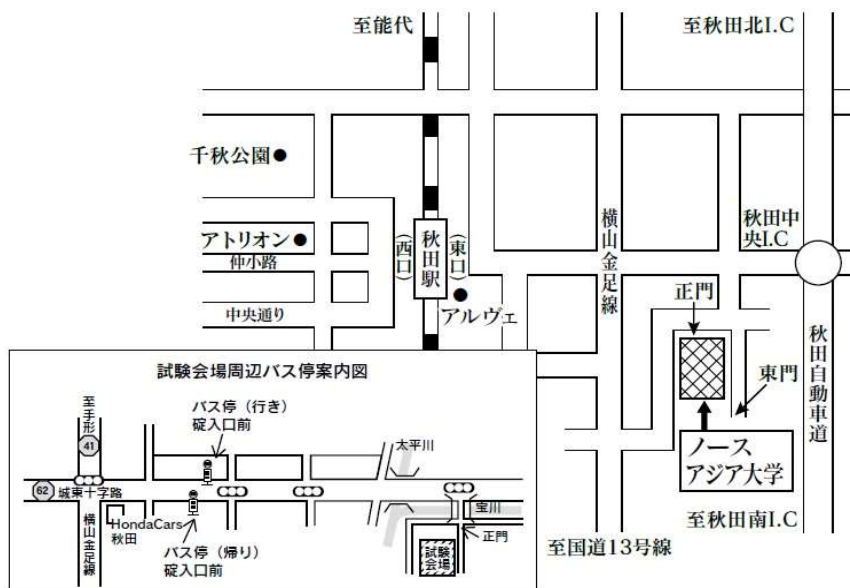 至能代
至秋田北I.C
千秋公園
アトリオン
仲小路
中央通り
(西口)
秋田駅
(東口)
アルヴェ
横山金足線
秋田中
央I.C
正門
東門
秋田自動車道
ノース
アジア大学
至秋田南I.C
至国道13号線
試験会場周辺バス停案内図
至手形
41
バス停（行き）
碇入口前
太平川
62
城東十字路
横山金足線
HondaCars
秋田
バス停（帰り）
碇入口前
宝川
正門
試験
会場